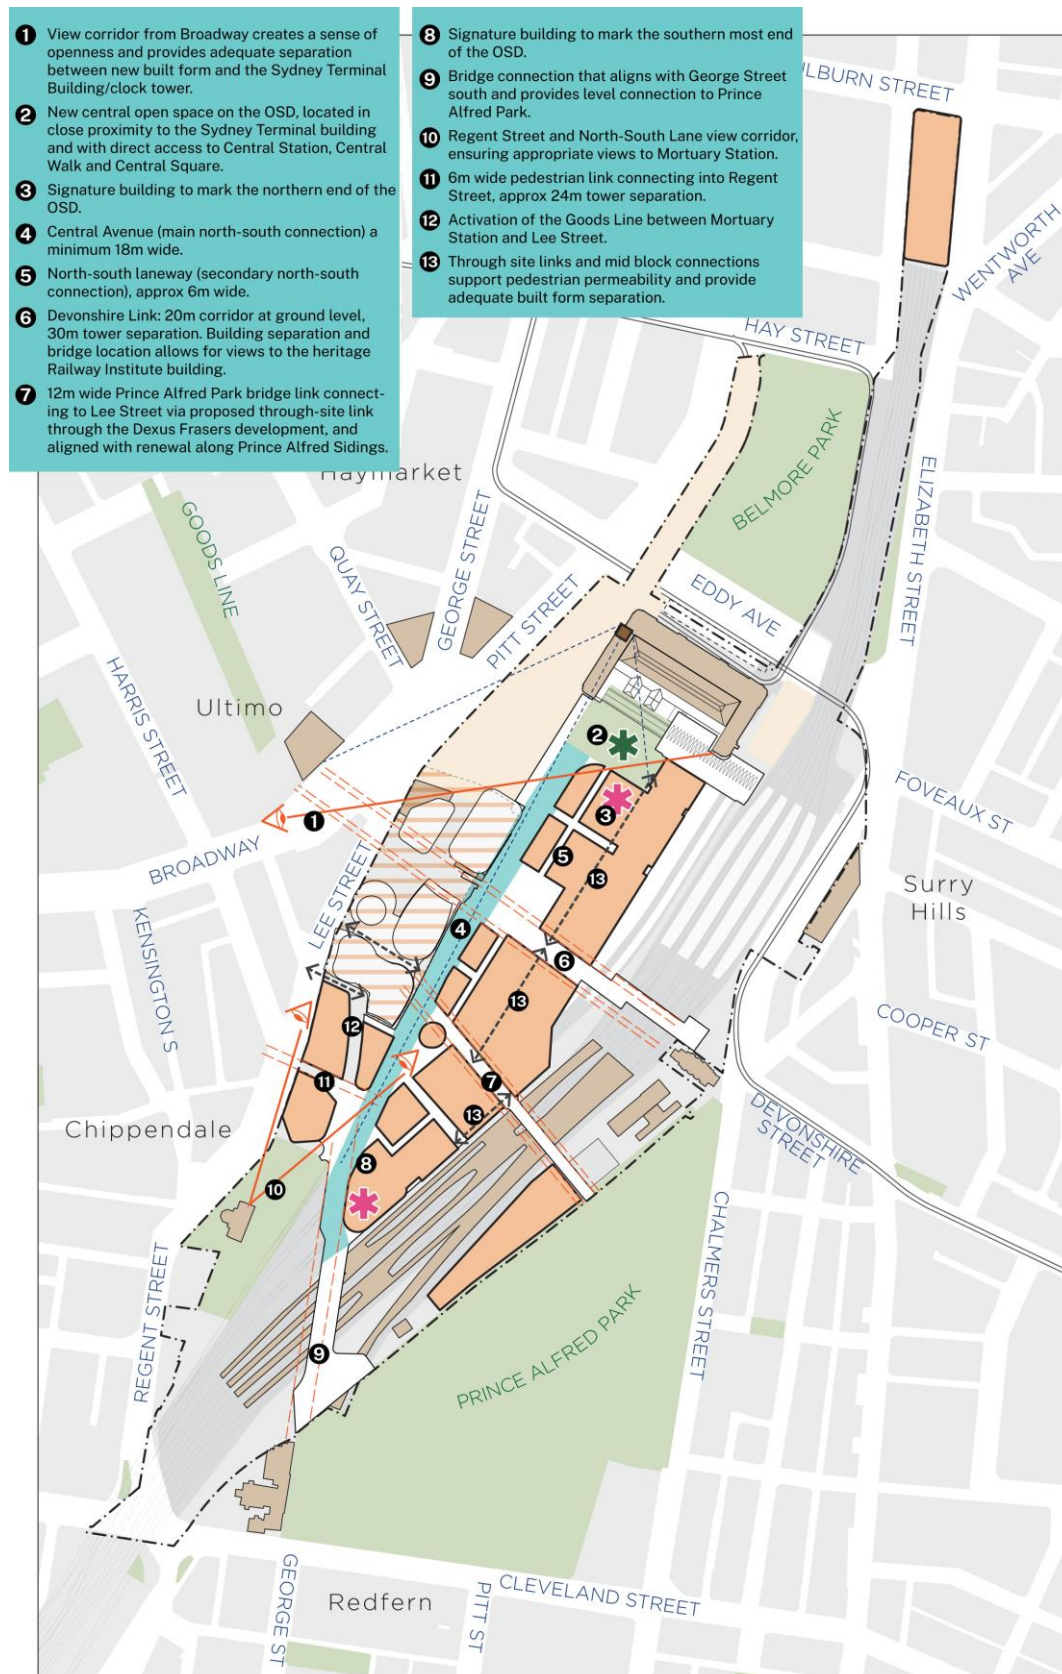 1 View corridor from Broadway creates a sense of
openness and provides adequate separation
between new built form and the Sydney Terminal
Building/clock tower.
2 New central open space on the OSD, located in
close proximity to the Sydney Terminal building
and with direct access to Central Station, Central
Walk and Central Square.
3 Signature building to mark the northern end of the
OSD.
4 Central Avenue (main north-south connection) a
minimum 18m wide.
5 North-south laneway (secondary north-south
connection), approx 6m wide.
6 Devonshire Link: 20m corridor at ground level,
30m tower separation. Building separation and
bridge location allows for views to the heritage
Railway Institute building.
7 12m wide Prince Alfred Park bridge link connect-
ing to Lee Street via proposed through-site link
through the Dexus Frasers development, and
aligned with renewal along Prince Alfred Sidings.
8 Signature building to mark the southern most end
of the OSD.
9 Bridge connection that aligns with George Street
south and provides level connection to Prince
Alfred Park.
10 Regent Street and North-South Lane view corridor,
ensuring appropriate views to Mortuary Station.
11 6m wide pedestrian link connecting into Regent
Street, approx 24m tower separation.
12 Activation of the Goods Line between Mortuary
Station and Lee Street.
13 Through site links and mid block connections
support pedestrian permeability and provide
adequate built form separation.
ULBURN STREET
WENTWORTH
AVE
HAY STREET
BELMORE PARK
ELIZABETH STREET
Haymarket
GOODS LINE
QUAY STREET
GEORGE STREET
PITT STREET
EDDY AVE
HARRIS STREET
Ultimo
2
3
1
FOVEAUX ST
BROADWAY
5
13
Surry
Hills
KENSINGTON S
LEE STREET
4
6
13
COOPER ST
12
11
7
Chippendale
13
DEVONSHIRE
STREET
8
10
CHALMERS STREET
REGENT STREET
9
PRINCE ALFRED PARK
GEORGE ST
Redfern
PITT ST
CLEVELAND STREET